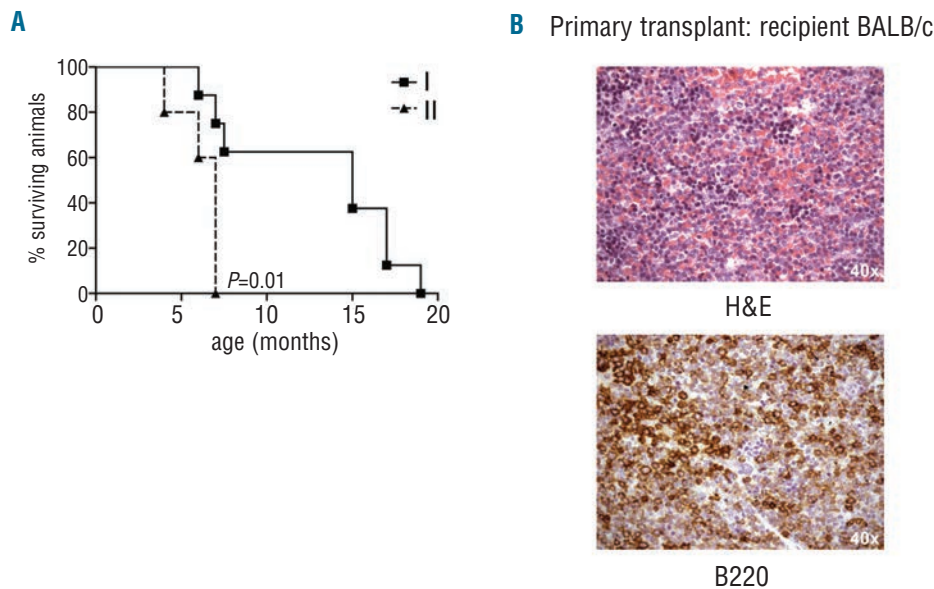 A
% surviving animals
100
80
60
40
20
0
I
II
P=0.01
0 5 10 15 20
age (months)
B Primary transplant: recipient BALB/c
40x
H&E
40x
B220